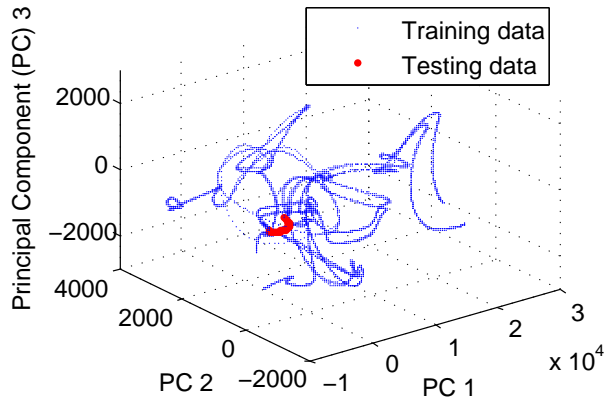 Training data
Testing data
Principal Component (PC) 3
2000
0
−2000
4000
2000
0
−2000
PC 2
−1
0
1
2
3
x 10^4
PC 1